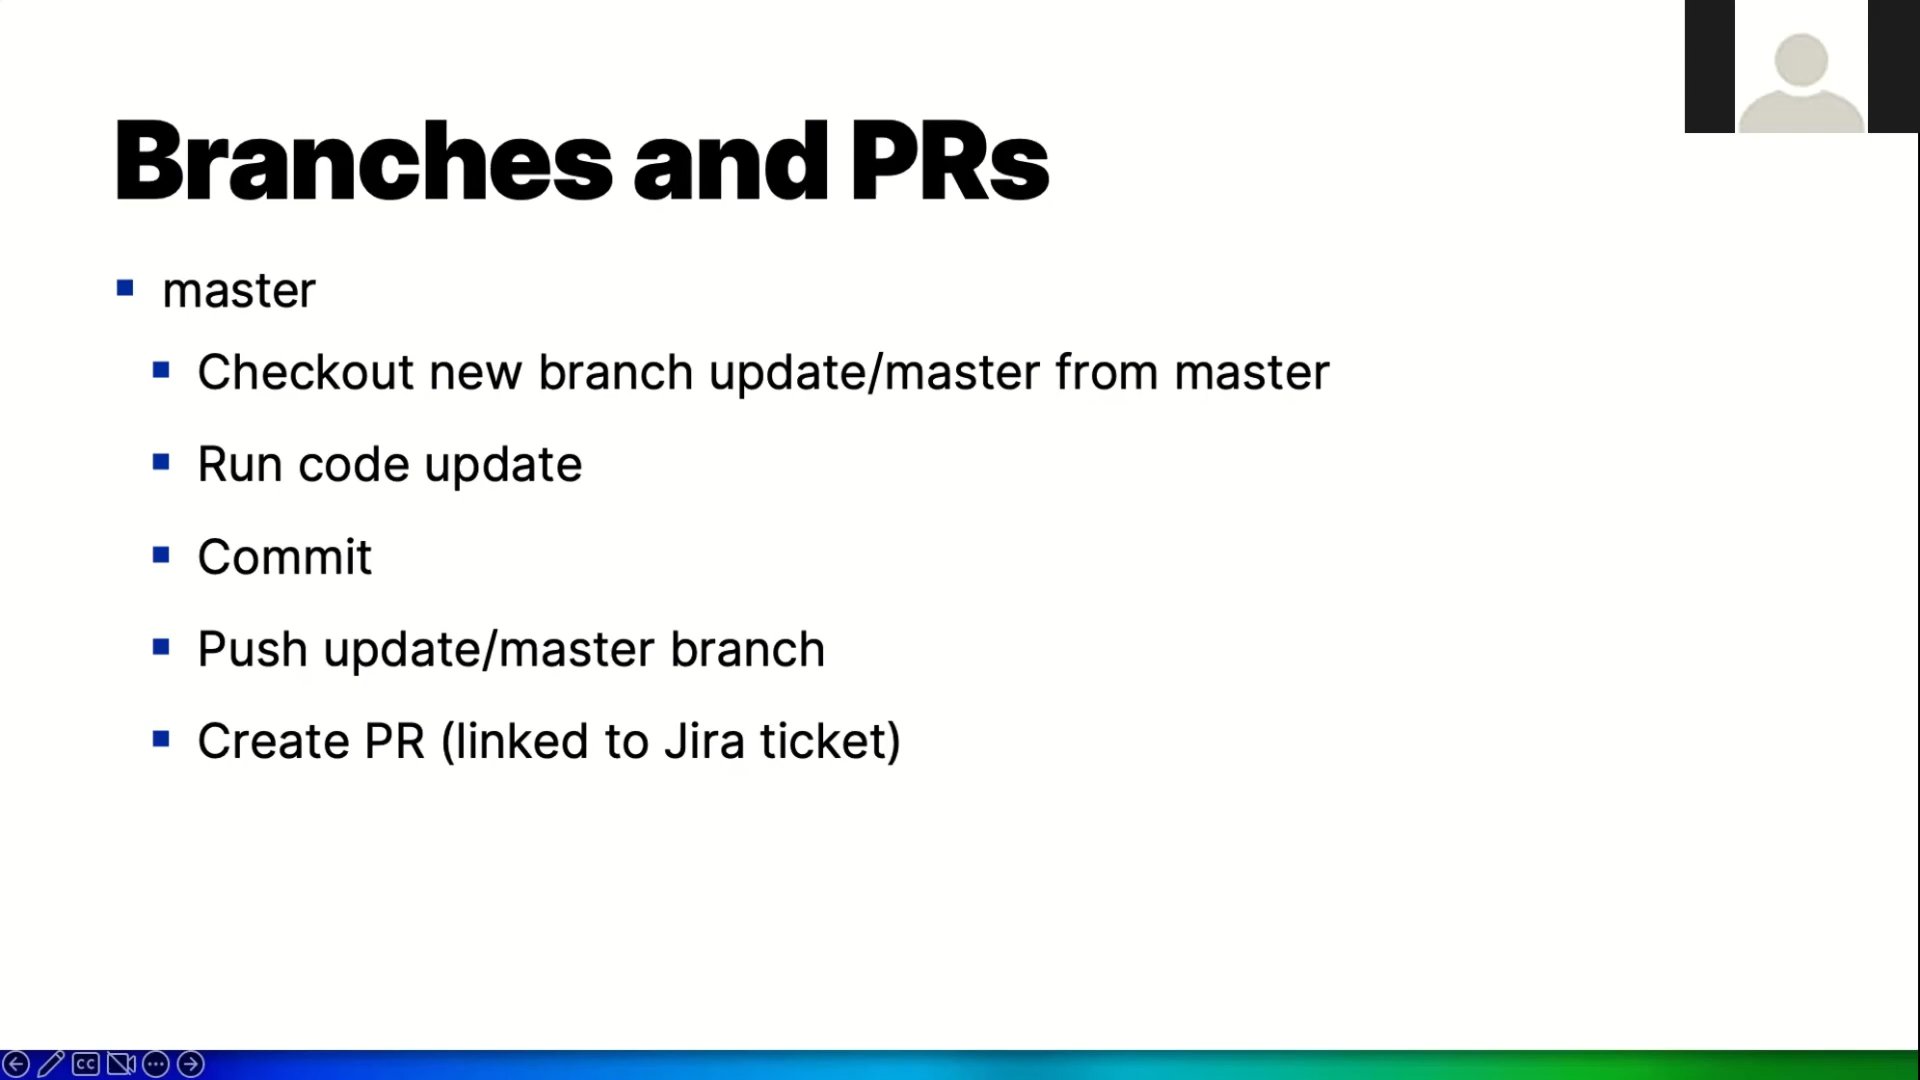 Branches and PRs
master
Checkout new branch update/master from master
Run code update
Commit
Push update/master branch
Create PR (linked to Jira ticket)
CC